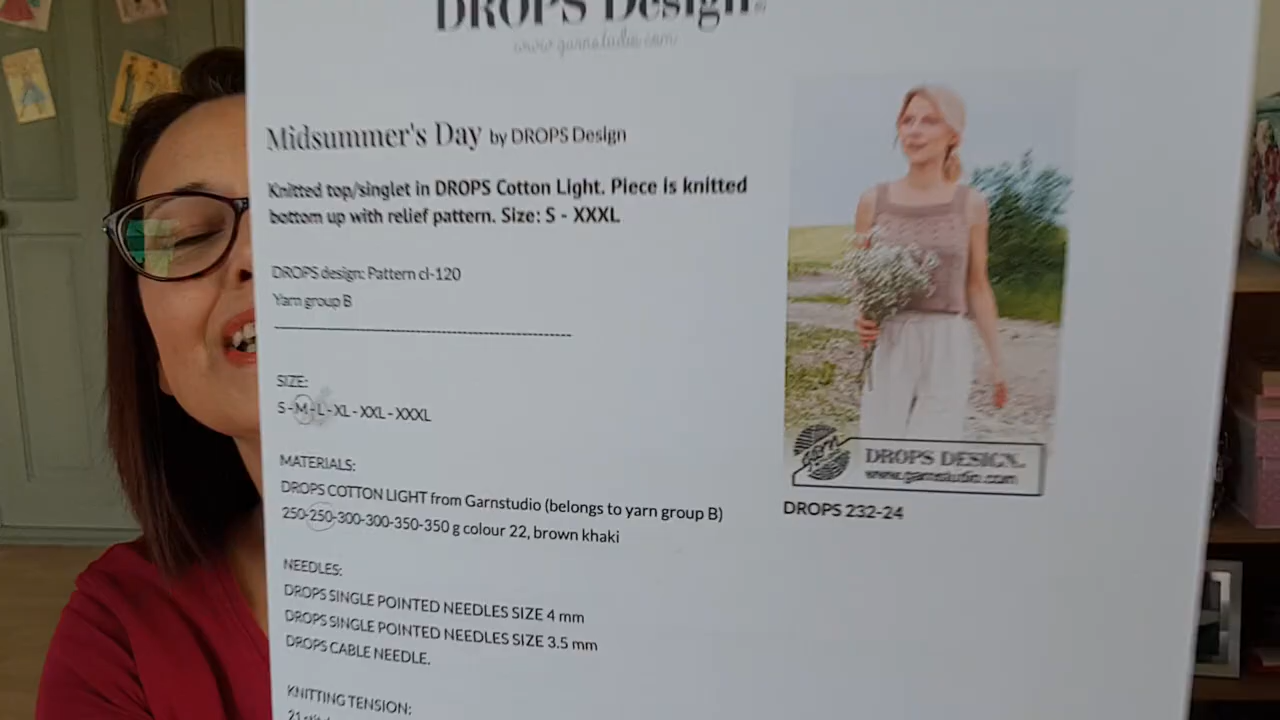 DROPS Design
www.garnstudio.com
Midsummer's Day by DROPS Design
Knitted top/singlet in DROPS Cotton Light. Piece is knitted
bottom up with relief pattern. Size: S - XXXL
DROPS design: Pattern cl-120
Yarn group B
------------------------------------------------------------
SIZE:
S - M - L - XL - XXL - XXXL
MATERIALS:
DROPS COTTON LIGHT from Garnstudio (belongs to yarn group B)
250-250-300-300-350-350 g colour 22, brown khaki
NEEDLES:
DROPS SINGLE POINTED NEEDLES SIZE 4 mm
DROPS SINGLE POINTED NEEDLES SIZE 3.5 mm
DROPS CABLE NEEDLE.
KNITTING TENSION:
21
DROPS DESIGN.
www.garnstudio.com
DROPS 232-24